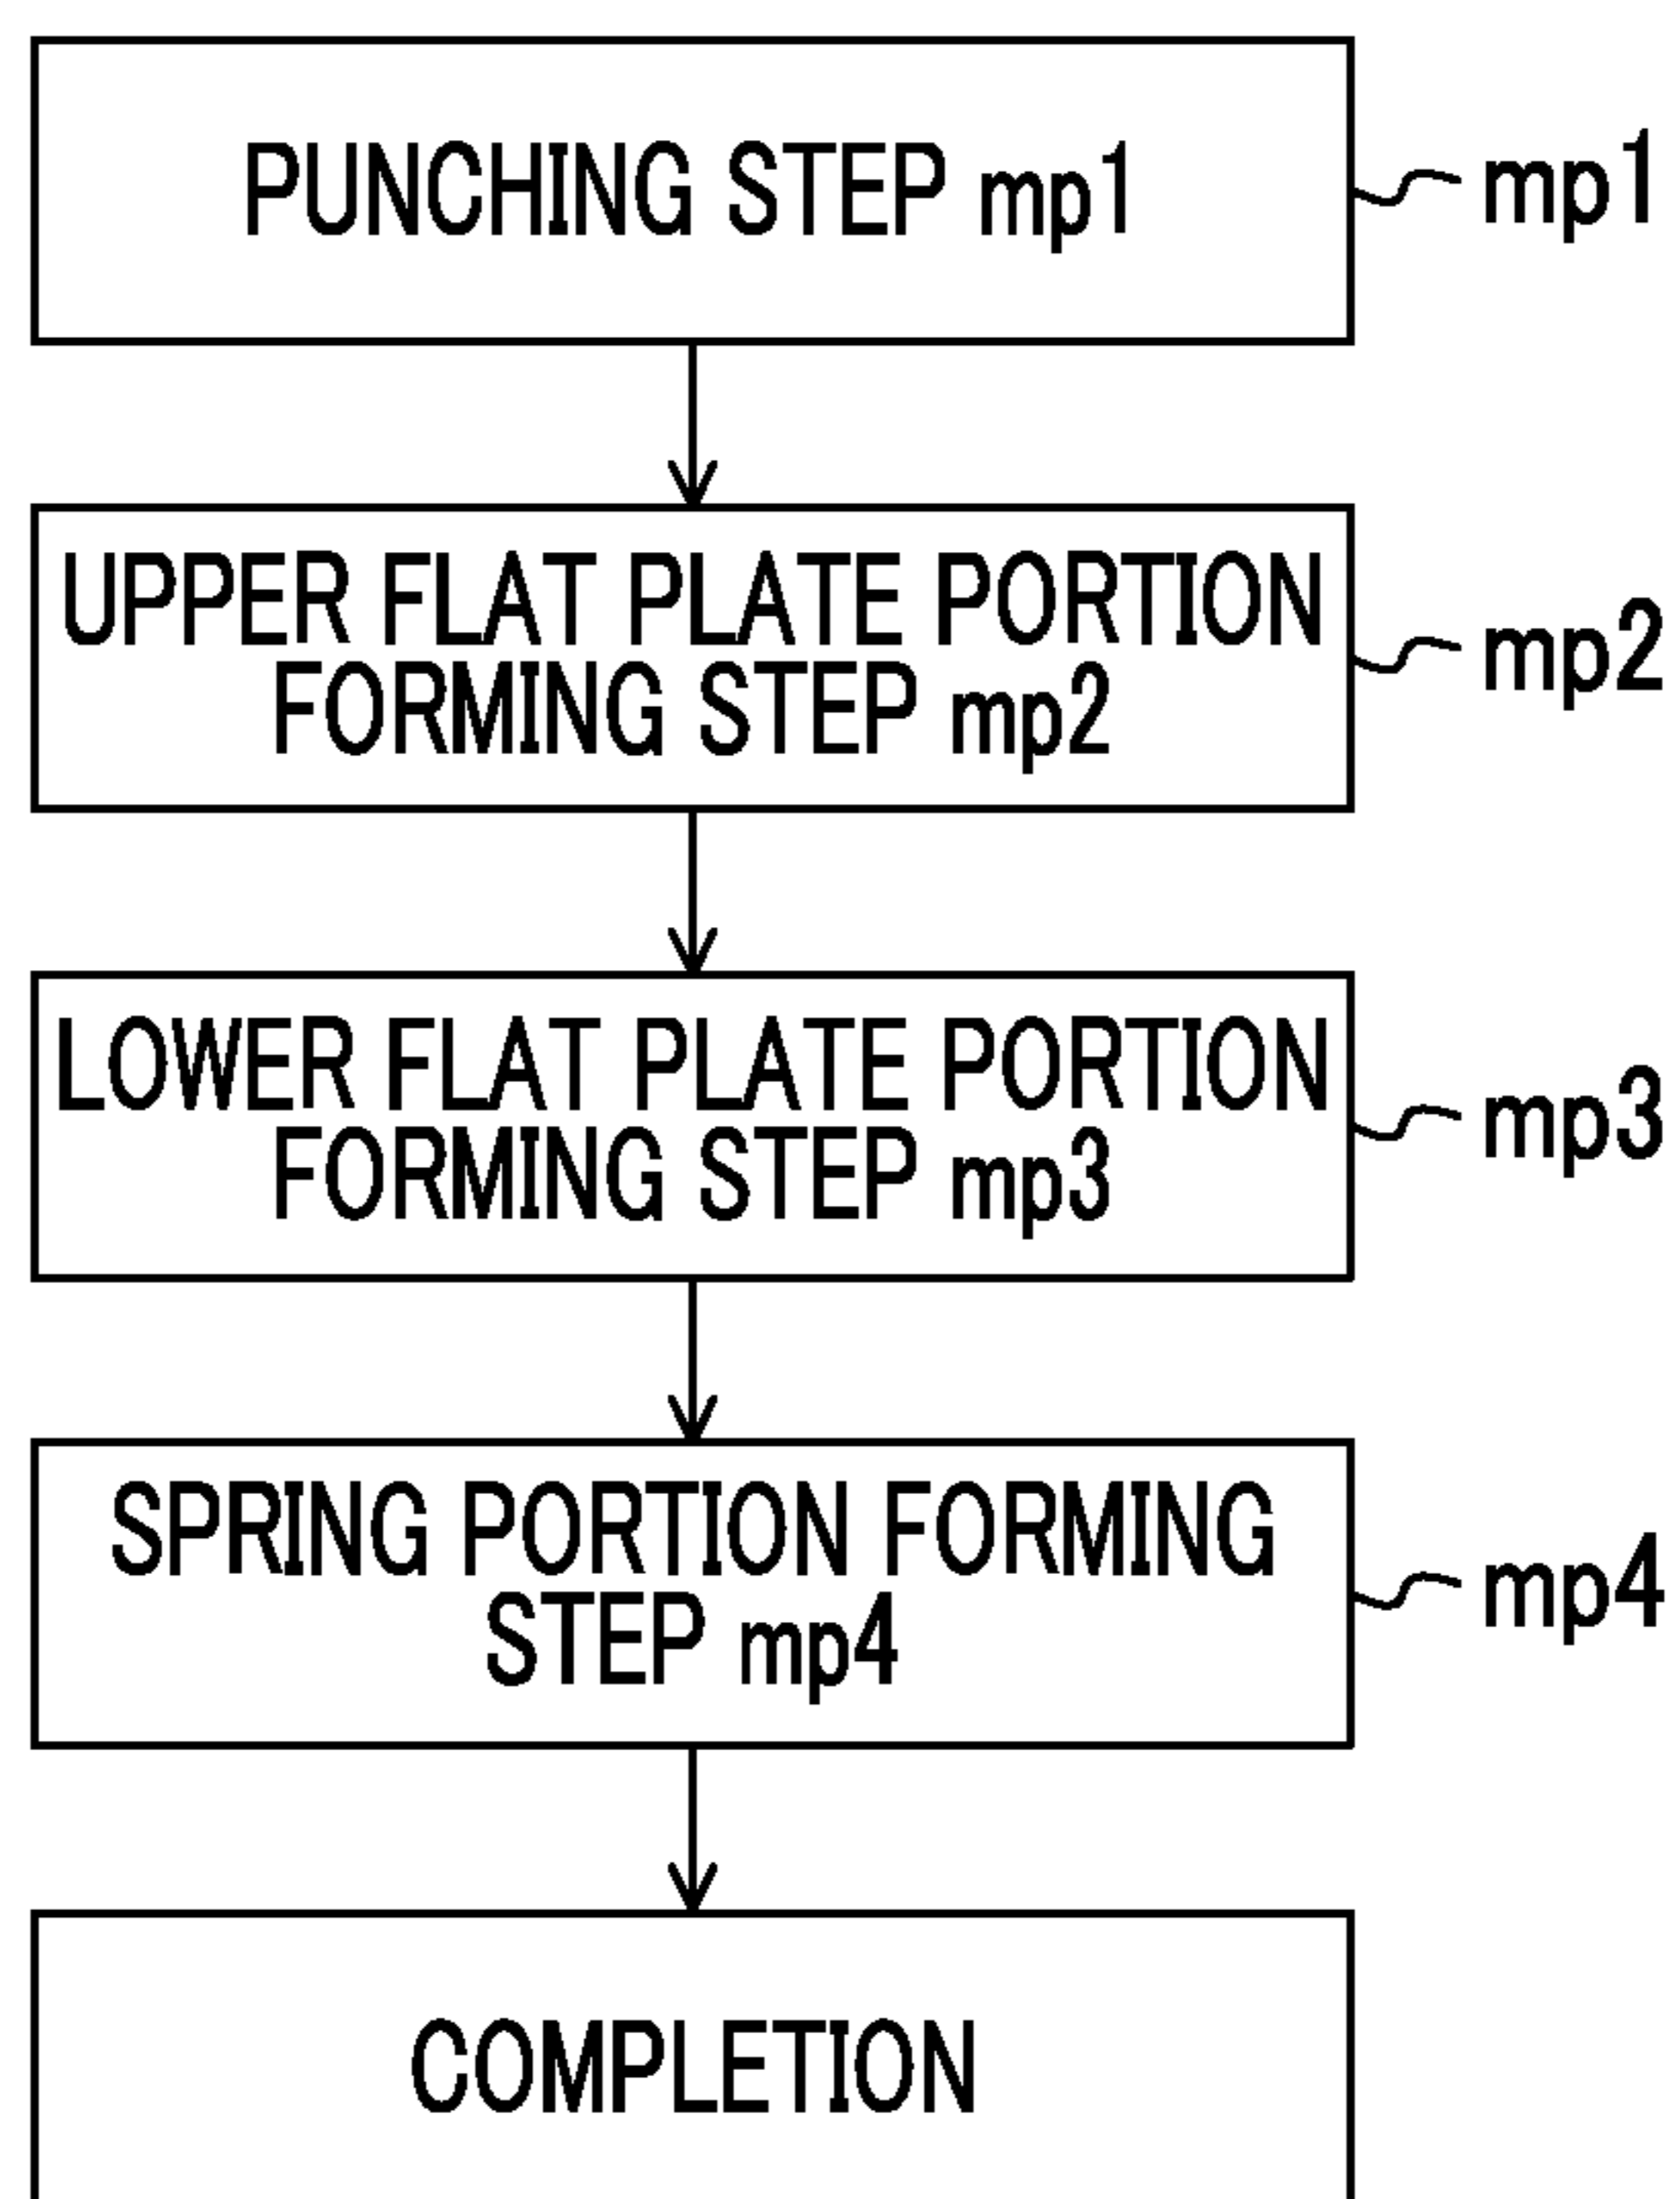 PUNCHING STEP mp1
mp1
UPPER FLAT PLATE PORTION
FORMING STEP mp2
mp2
LOWER FLAT PLATE PORTION
FORMING STEP mp3
mp3
SPRING PORTION FORMING
STEP mp4
mp4
COMPLETION